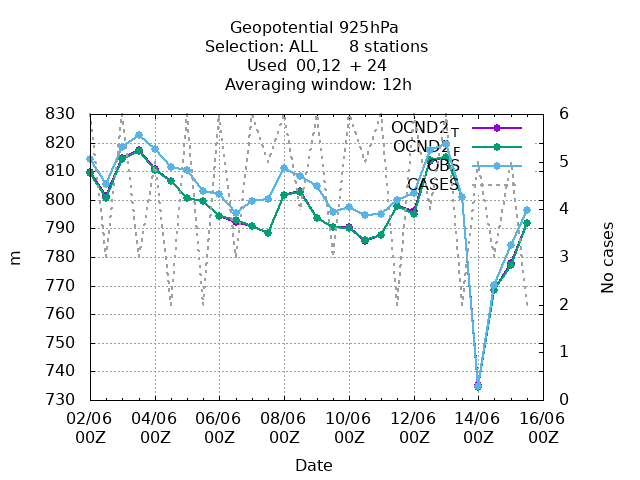 Geopotential 925hPa
Selection: ALL 8 stations
Used 00,12 + 24
Averaging window: 12h
830
820
810
800
790
780
770
760
750
740
730
m
6
5
4
3
2
1
0
No cases
OCND2_T
OCND2_F
OBS
CASES
02/06 04/06 06/06 08/06 10/06 12/06 14/06 16/06
00Z 00Z 00Z 00Z 00Z 00Z 00Z 00Z
Date